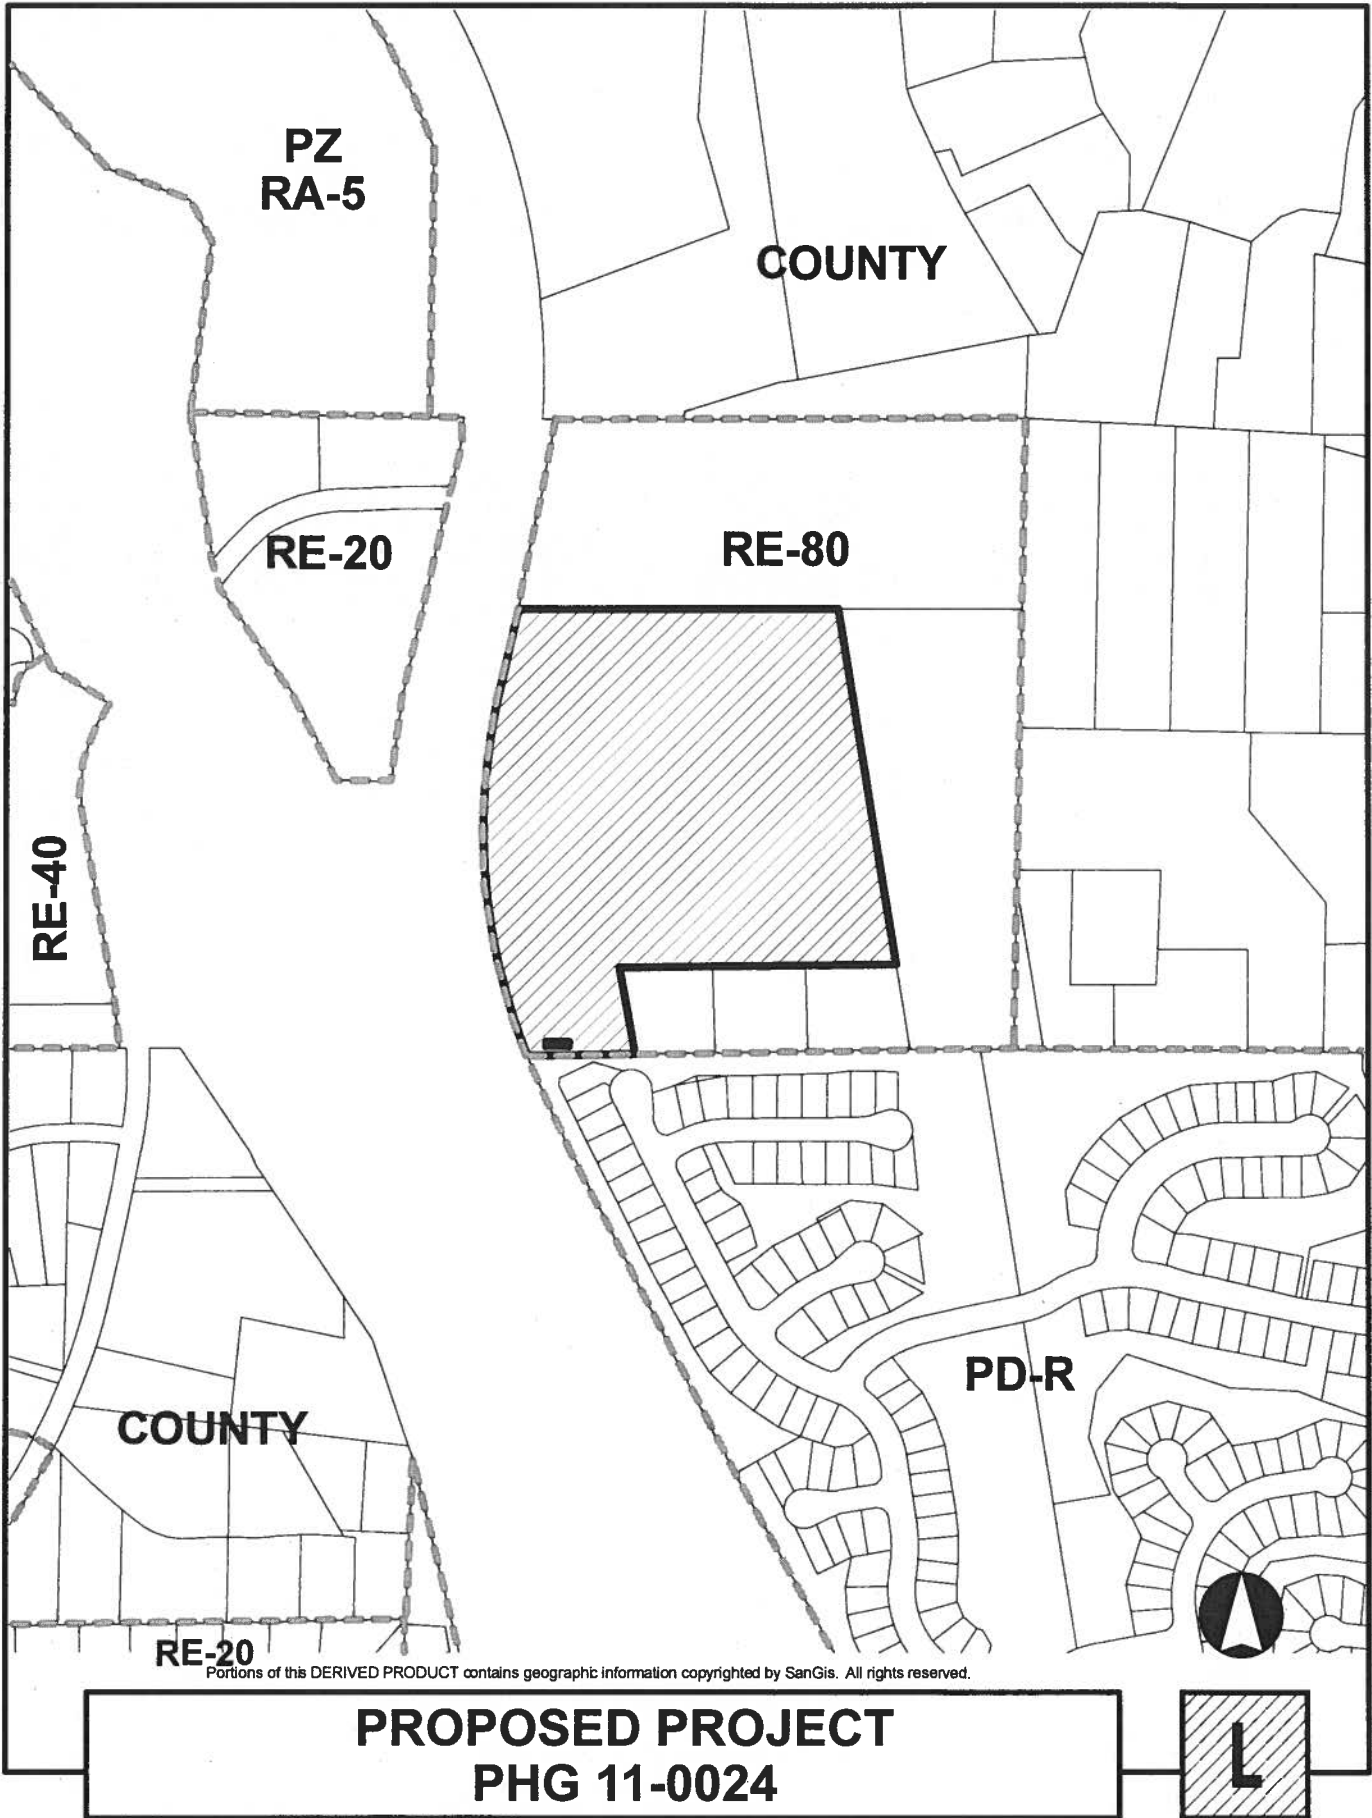 PZ
RA-5
COUNTY
RE-20
RE-80
RE-40
PD-R
COUNTY
RE-20
Portions of this DERIVED PRODUCT contains geographic information copyrighted by SanGis. All rights reserved.
PROPOSED PROJECT
PHG 11-0024
L